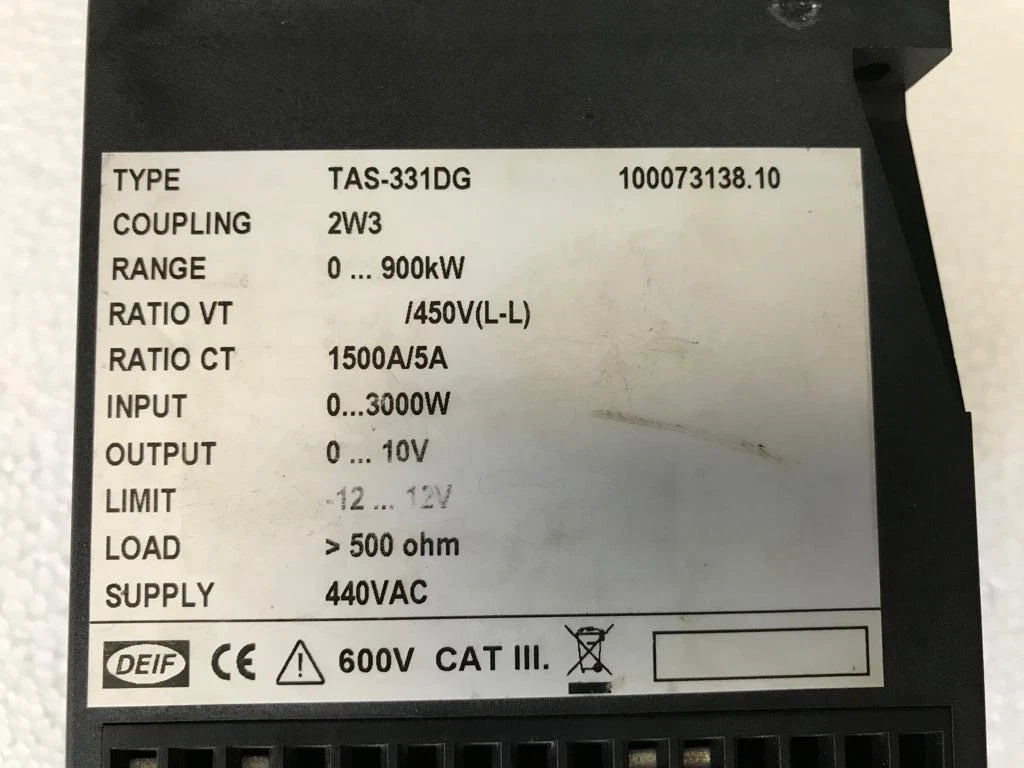 TYPE TAS-331DG 100073138.10
COUPLING 2W3
RANGE 0 ... 900kW
RATIO VT /450V(L-L)
RATIO CT 1500A/5A
INPUT 0...3000W
OUTPUT 0 ... 10V
LIMIT -12 ... 12V
LOAD > 500 ohm
SUPPLY 440VAC
DEIF CE 600V CAT III.